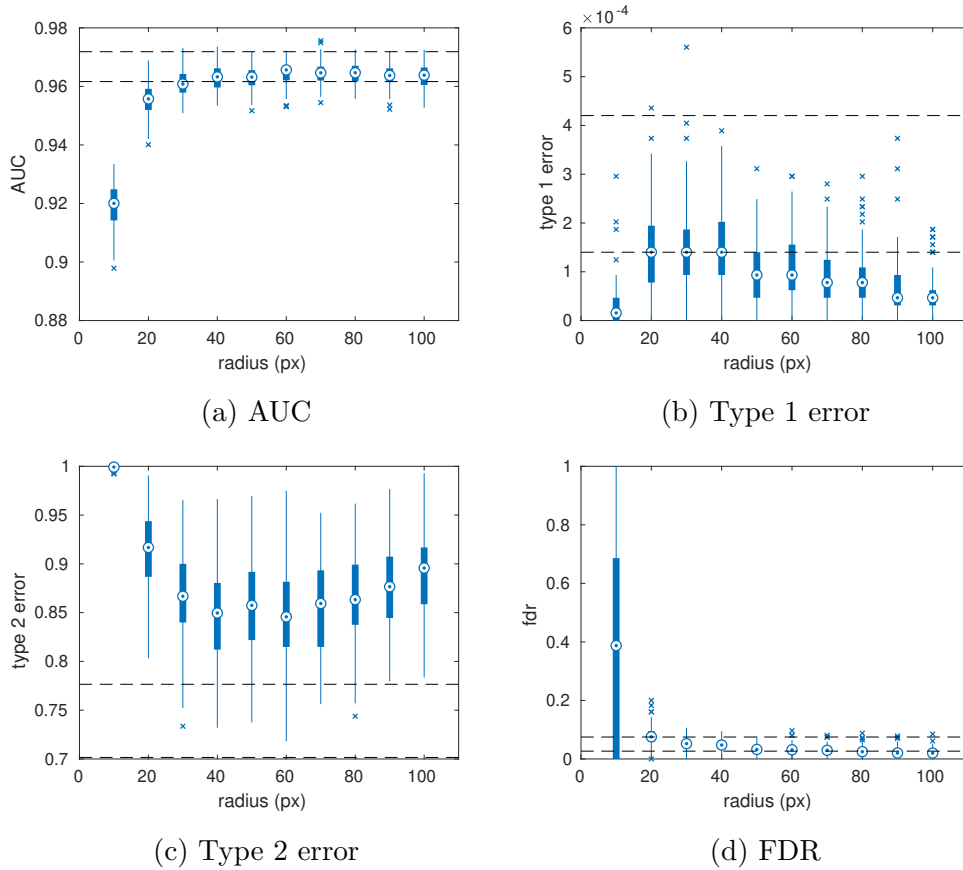 0.98
0.96
0.94
0.92
0.9
0.88
AUC
0 20 40 60 80 100
radius (px)
(a) AUC
×10⁻⁴
6
4
2
0
type 1 error
0 20 40 60 80 100
radius (px)
(b) Type 1 error
1
0.95
0.9
0.85
0.8
0.75
0.7
type 2 error
0 20 40 60 80 100
radius (px)
(c) Type 2 error
1
0.8
0.6
0.4
0.2
0
fdr
0 20 40 60 80 100
radius (px)
(d) FDR